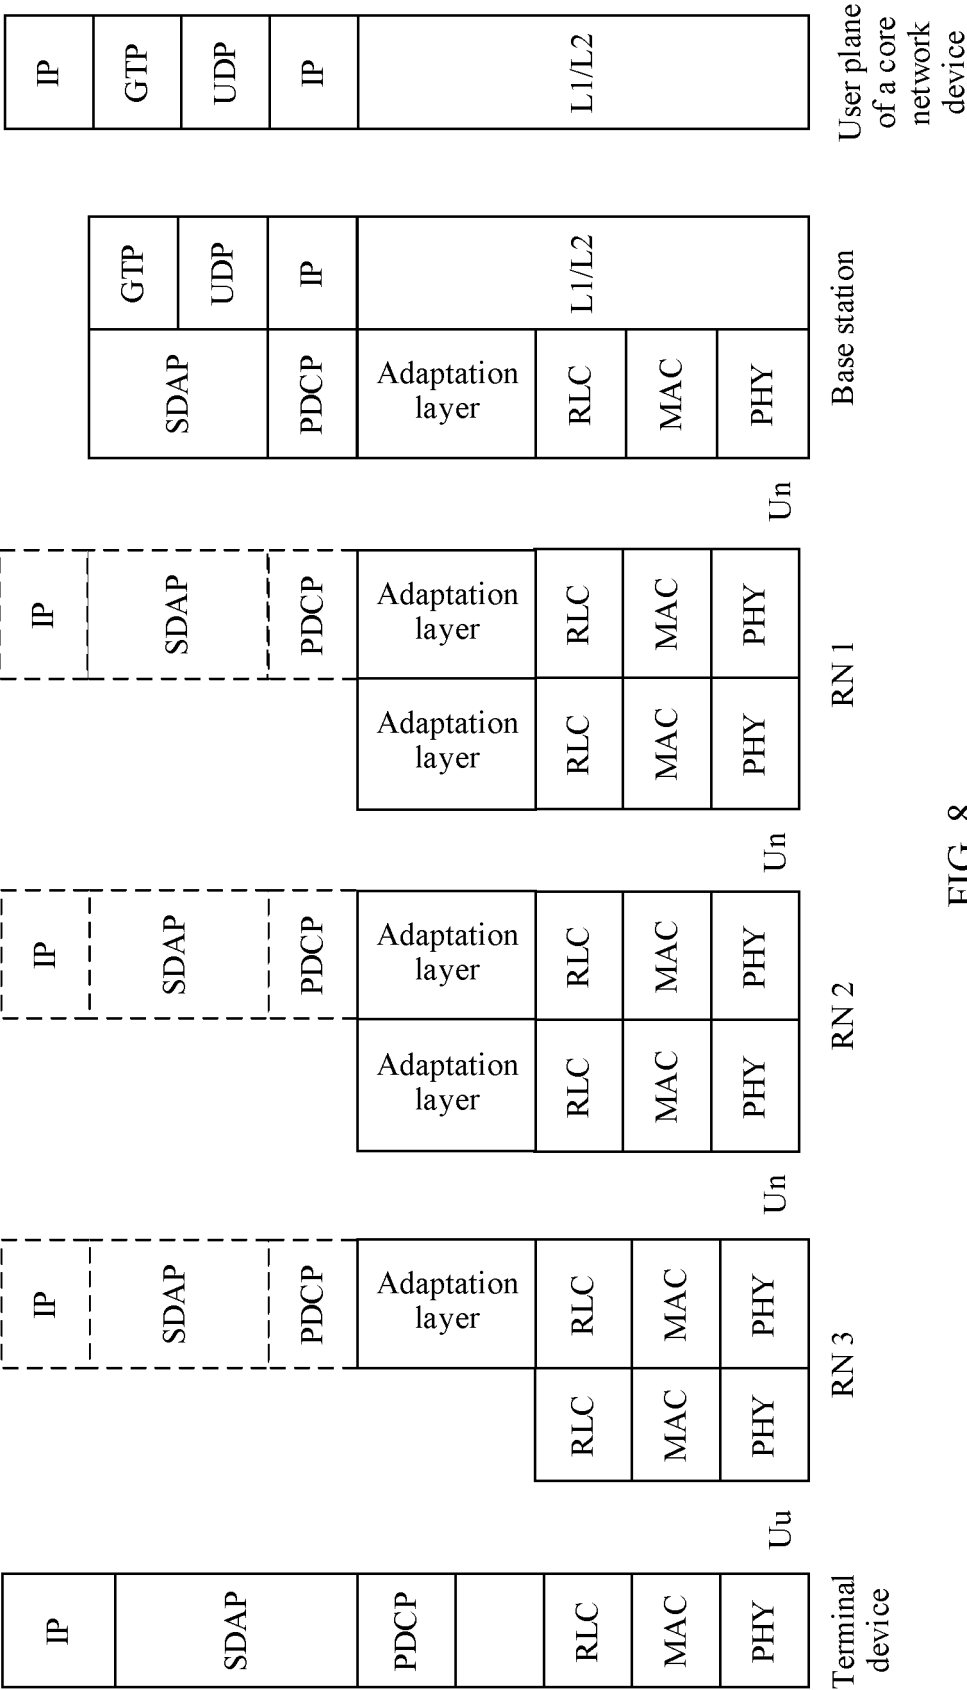 IP
SDAP
PDCP
RLC
MAC
PHY
Terminal
device
Uu
RLC
MAC
PHY
IP
SDAP
PDCP
Adaptation
layer
RLC
MAC
PHY
RN 3
Un
Adaptation
layer
RLC
MAC
PHY
IP
SDAP
PDCP
Adaptation
layer
RLC
MAC
PHY
RN 2
Un
Adaptation
layer
RLC
MAC
PHY
IP
SDAP
PDCP
Adaptation
layer
RLC
MAC
PHY
RN 1
Un
SDAP
PDCP
Adaptation
layer
RLC
MAC
PHY
GTP
UDP
IP
L1/L2
Base station
IP
GTP
UDP
IP
L1/L2
User plane
of a core
network
device
FIG. 8